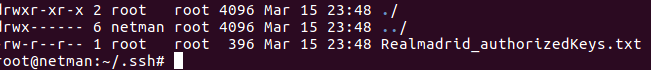 drwxr-xr-x 2 root   root 4096 Mar 15 23:48 ./
drwx------ 6 netman root 4096 Mar 15 23:48 ../
-rw-r--r-- 1 root   root  396 Mar 15 23:48 Realmadrid_authorizedKeys.txt
root@netman:~/.ssh#